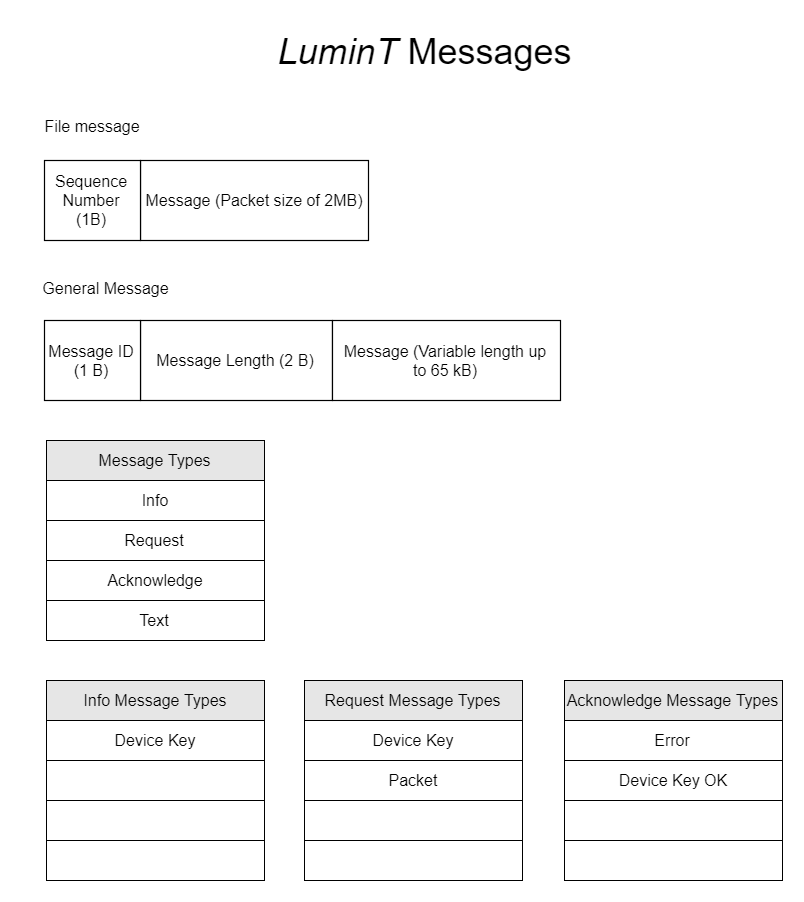 LuminT Messages
File message
Sequence
Number
(1B)
Message (Packet size of 2MB)
General Message
Message ID
(1 B)
Message Length (2 B)
Message (Variable length up
to 65 kB)
Message Types
Info
Request
Acknowledge
Text
Info Message Types
Device Key
Request Message Types
Device Key
Packet
Acknowledge Message Types
Error
Device Key OK